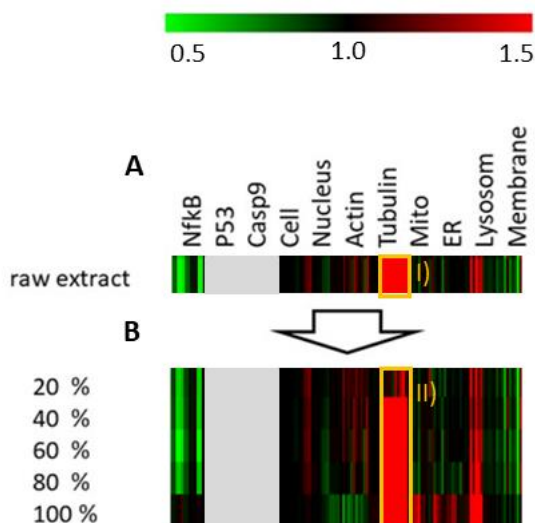 0.5 1.0 1.5
A
NfkB P53 Casp9 Cell Nucleus Actin Tubulin Mito ER Lysosom Membrane
raw extract I)
B
20 % II)
40 %
60 %
80 %
100 %